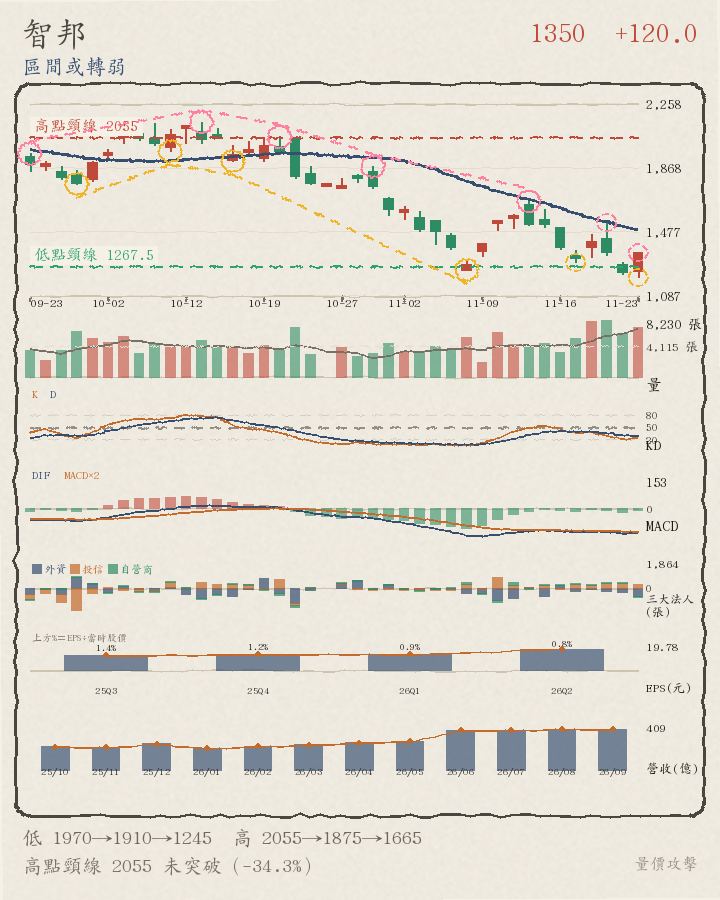 智邦
1350 +120.0
區間或轉弱
2,258
高點頸線 2055
1,868
1,477
低點頸線 1267.5
1,087
09-23 10-02 10-12 10-19 10-27 11-02 11-09 11-16 11-23
8,230 張
4,115 張
量
K D
80
50
20
KD
DIF MACD×2
153
0
MACD
外資 投信 自營商
1,864
0
三大法人
(張)
上方%=EPS÷當時股價
1.4% 1.2% 0.9% 0.8%
19.78
25Q3 25Q4 26Q1 26Q2
EPS(元)
409
25/10 25/11 25/12 26/01 26/02 26/03 26/04 26/05 26/06 26/07 26/08 26/09
營收(億)
低 1970→1910→1245 高 2055→1875→1665
高點頸線 2055 未突破 (-34.3%)
量價攻擊